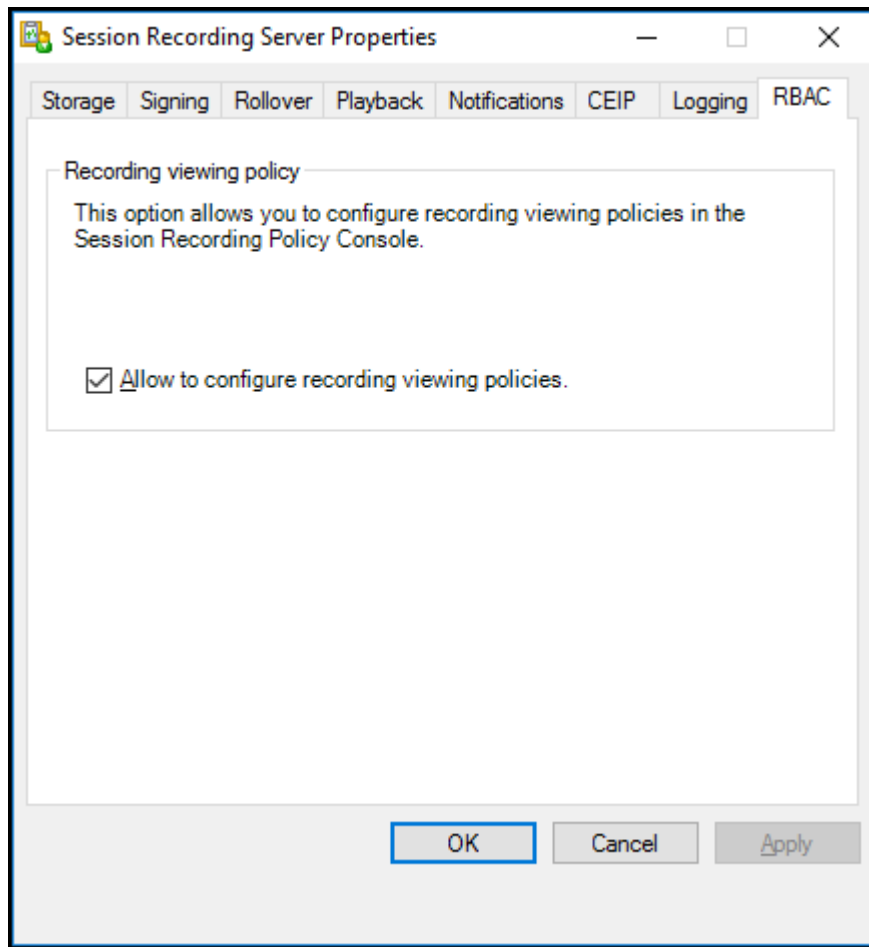 Session Recording Server Properties
Storage Signing Rollover Playback Notifications CEIP Logging RBAC
Recording viewing policy
This option allows you to configure recording viewing policies in the
Session Recording Policy Console.
Allow to configure recording viewing policies.
OK Cancel Apply